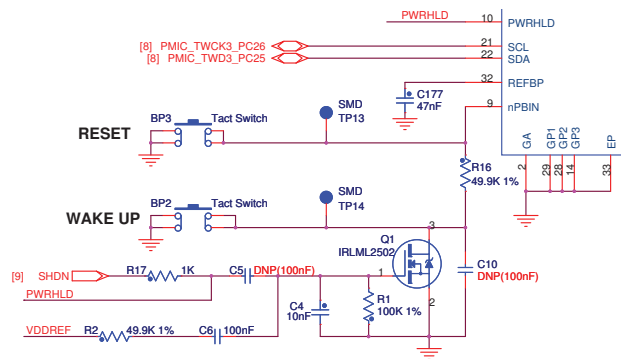 PWRHLD
10
PWRHLD
[8] PMIC_TWCK3_PC26
21
SCL
[8] PMIC_TWD3_PC25
22
SDA
32
REFBP
C177
47nF
9
nPBIN
BP3
Tact Switch
SMD
TP13
RESET
GA
GP1
GP2
GP3
EP
2
29
28
14
33
R16
49.9K 1%
BP2
Tact Switch
SMD
TP14
WAKE UP
3
Q1
IRLML2502
[9] SHDN
R17
1K
C5
DNP(100nF)
1
C10
DNP(100nF)
PWRHLD
C4
10nF
R1
100K 1%
2
VDDREF
R2
49.9K 1%
C6
100nF